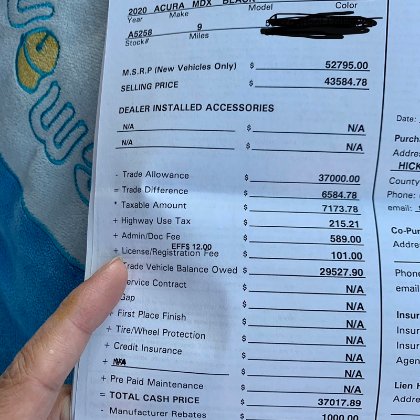 2020 ACURA MDX BLACK
Year Make Model Color
A5258 9
Stock# Miles
M.S.R.P (New Vehicles Only) $ 52795.00
SELLING PRICE $ 43584.78
DEALER INSTALLED ACCESSORIES
N/A $ N/A
N/A $ N/A
- Trade Allowance $ 37000.00
= Trade Difference $ 6584.78
* Taxable Amount $ 7173.78
+ Highway Use Tax $ 215.21
+ Admin/Doc Fee $ 589.00
EFF$ 12.00
+ License/Registration Fee $ 101.00
Trade Vehicle Balance Owed $ 29527.90
Service Contract $ N/A
Gap $ N/A
+ First Place Finish $ N/A
+ Tire/Wheel Protection $ N/A
+ Credit Insurance $ N/A
+ N/A $ N/A
+ Pre Paid Maintenance $ N/A
= TOTAL CASH PRICE $ 37017.89
- Manufacturer Rebates $ 1000.00
Date:
Purch
Addre
HICK
County
Phone:
email:
Co-Pu
Addre
Phone
email
Insur
Insur
Insur
Agen
Lien H
Addre